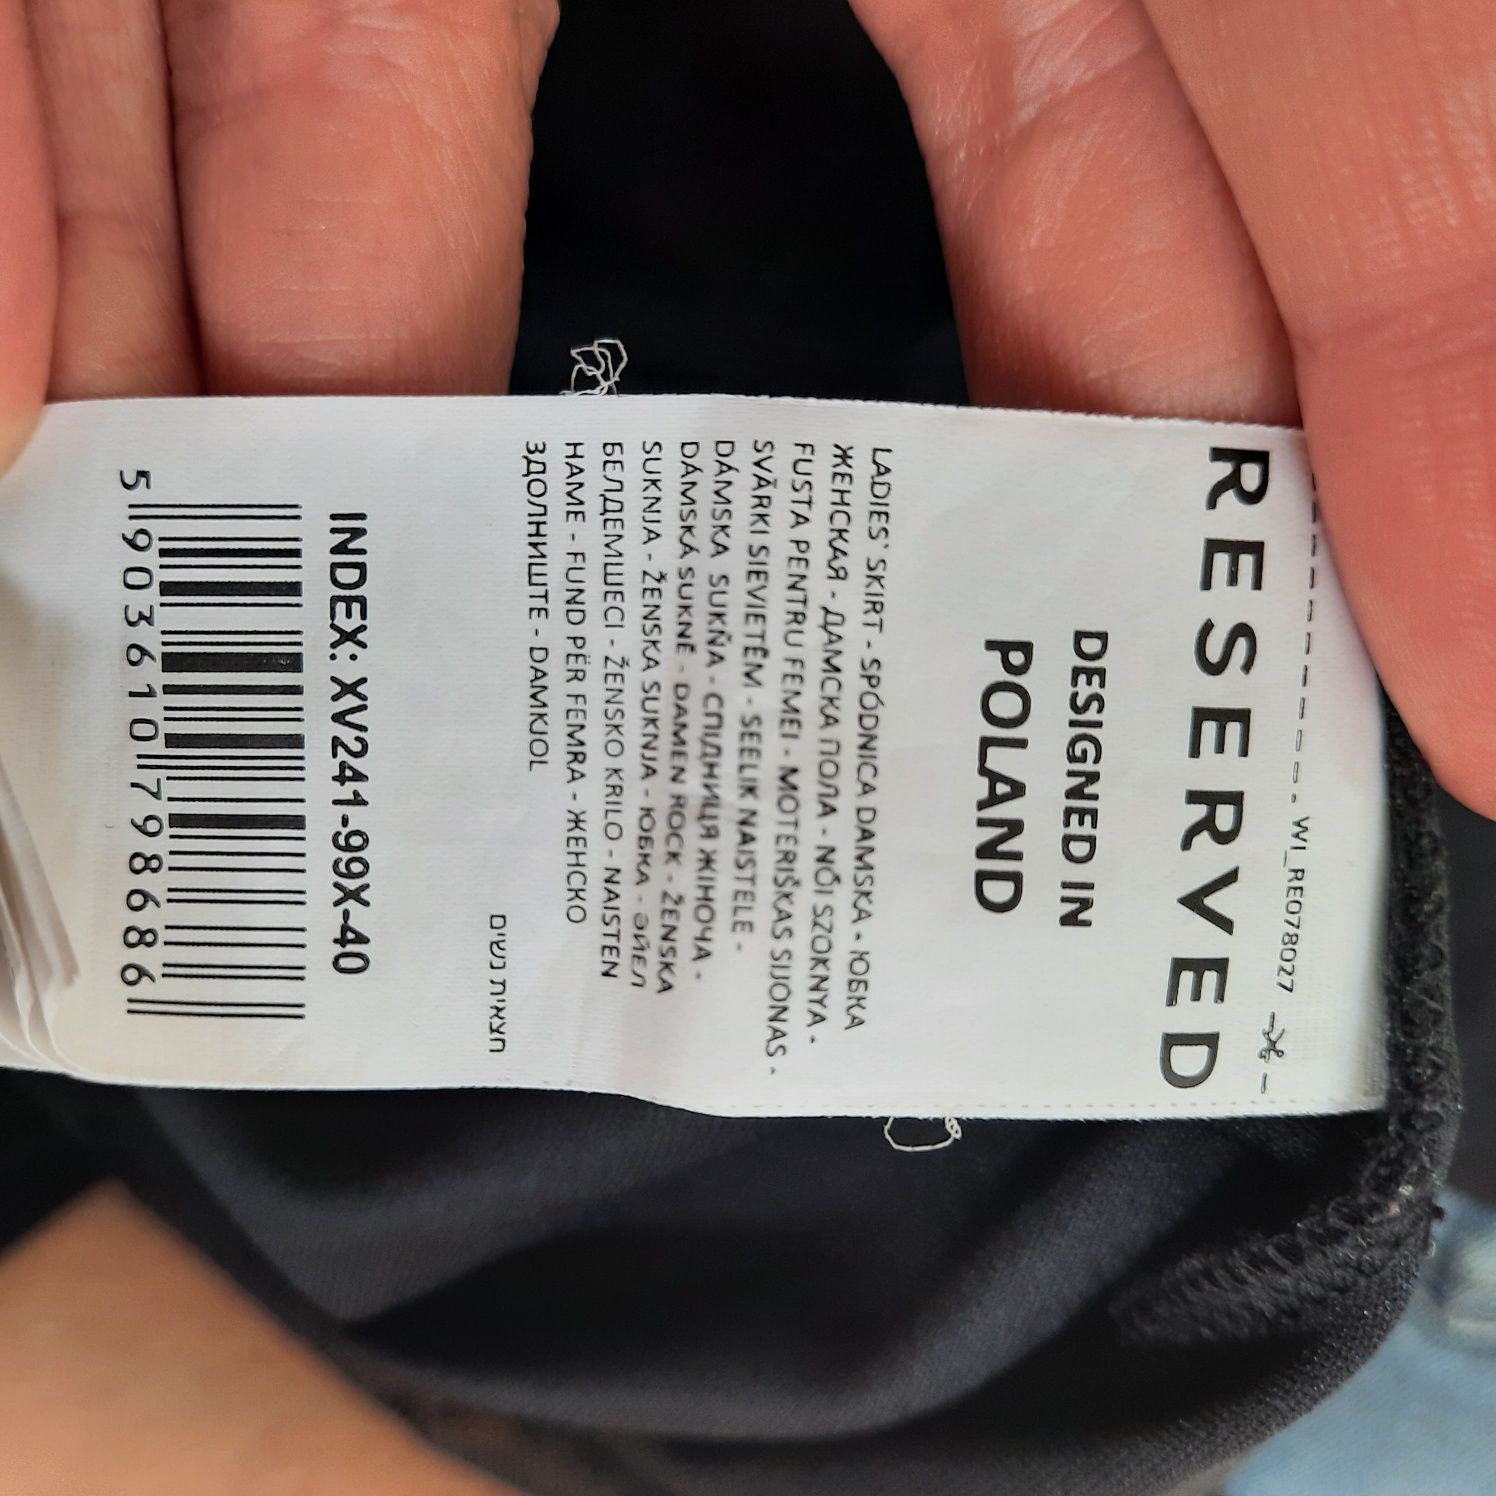 WI_RE078027
RESERVED
DESIGNED IN
POLAND
LADIES' SKIRT - SPÓDNICA DAMSKA - ЮБКА
ЖЕНСКАЯ - ДАМСКА ПОЛА - NŐI SZOKNYA -
FUSTA PENTRU FEMEI - MOTERIŠKAS SIJONAS -
SVĀRKI SIEVIETĒM - SEELIK NAISTELE -
DÁMSKA SUKŇA - СПІДНИЦЯ ЖІНОЧА -
DÁMSKÁ SUKNĚ - DAMEN ROCK - ŽENSKA
SUKNJA - ŽENSKA SUKNJA - ЮБКА - ӘЙЕЛ
БЕЛДЕМШЕСІ - ŽENSKO KRILO - NAISTEN
HAME - FUND PËR FEMRA - ЖЕНСКО
ЗДОЛНИШТЕ - DAMKJOL
חצאית נשים
INDEX: XV241-99X-40
5 903610 798686